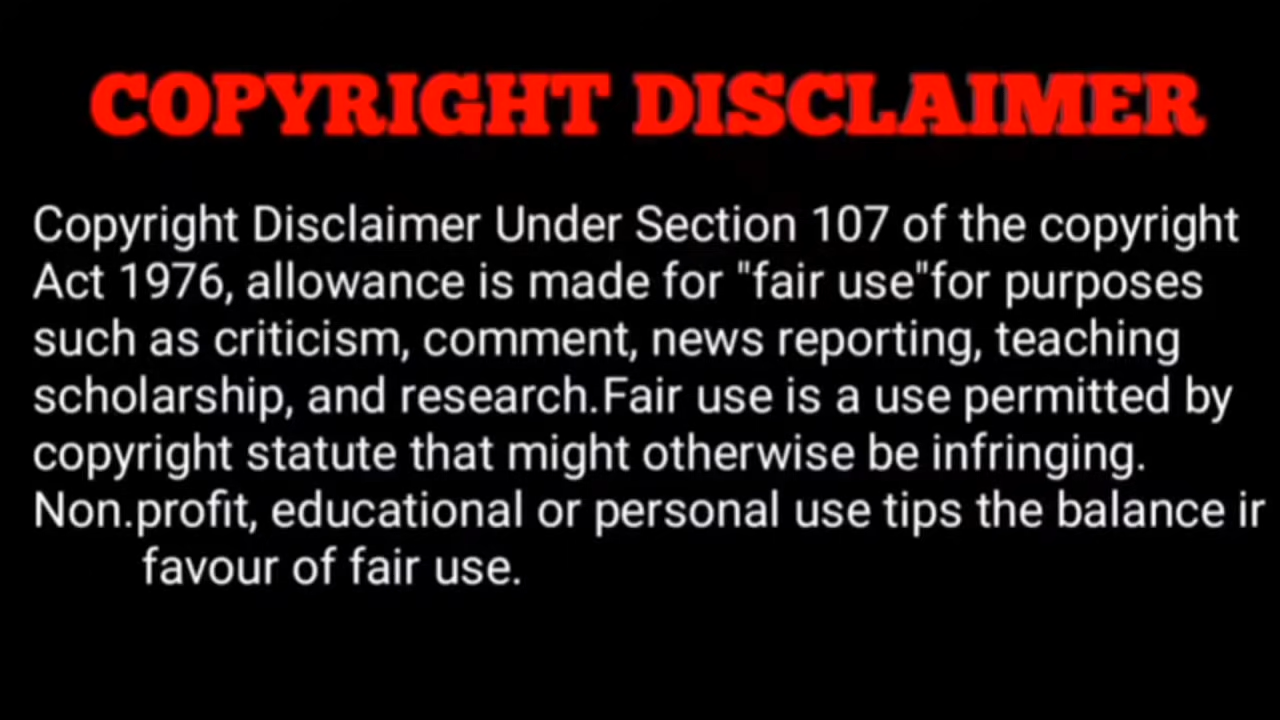 COPYRIGHT DISCLAIMER
Copyright Disclaimer Under Section 107 of the copyright
Act 1976, allowance is made for "fair use"for purposes
such as criticism, comment, news reporting, teaching
scholarship, and research.Fair use is a use permitted by
copyright statute that might otherwise be infringing.
Non.profit, educational or personal use tips the balance ir
favour of fair use.